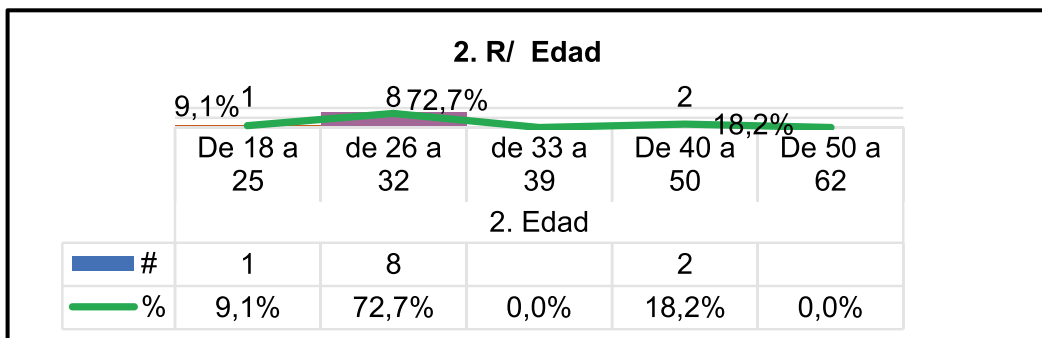 2. R/ Edad
9,1% 1 8 72,7% 2 18,2%
De 18 a 25 de 26 a 32 de 33 a 39 De 40 a 50 De 50 a 62
2. Edad
# 1 8 2
% 9,1% 72,7% 0,0% 18,2% 0,0%